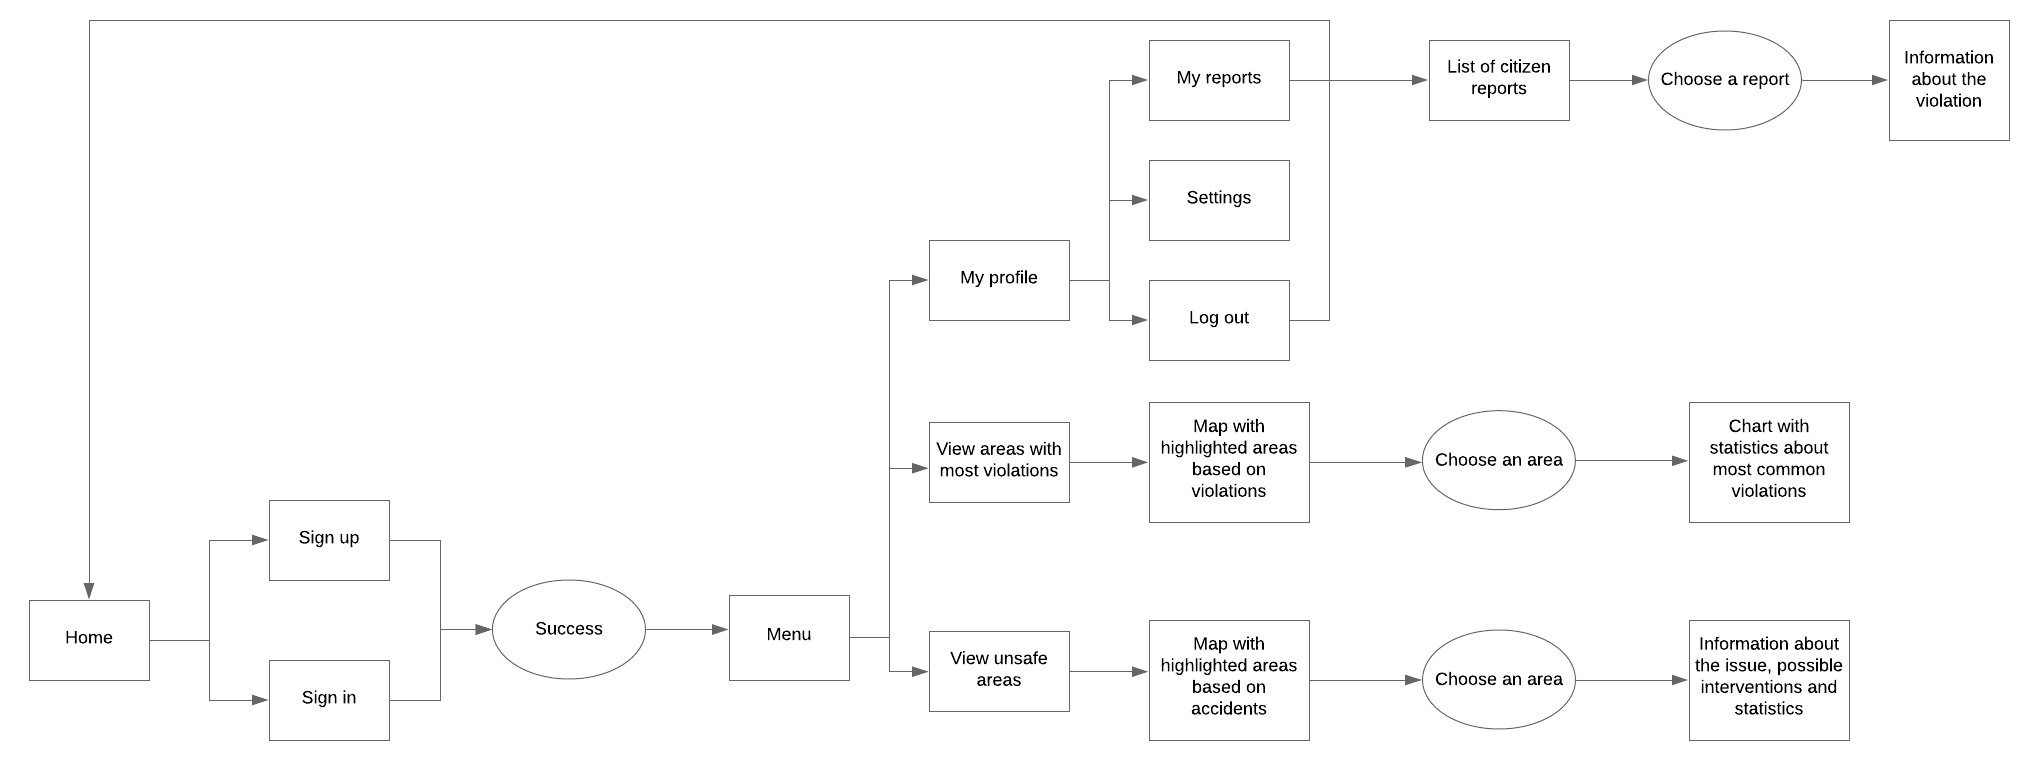 My reports
List of citizen
reports
Choose a report
Information
about the
violation
Settings
My profile
Log out
View areas with
most violations
Map with
highlighted areas
based on
violations
Choose an area
Chart with
statistics about
most common
violations
Sign up
Home
Sign in
Success
Menu
View unsafe
areas
Map with
highlighted areas
based on
accidents
Choose an area
Information about
the issue, possible
interventions and
statistics